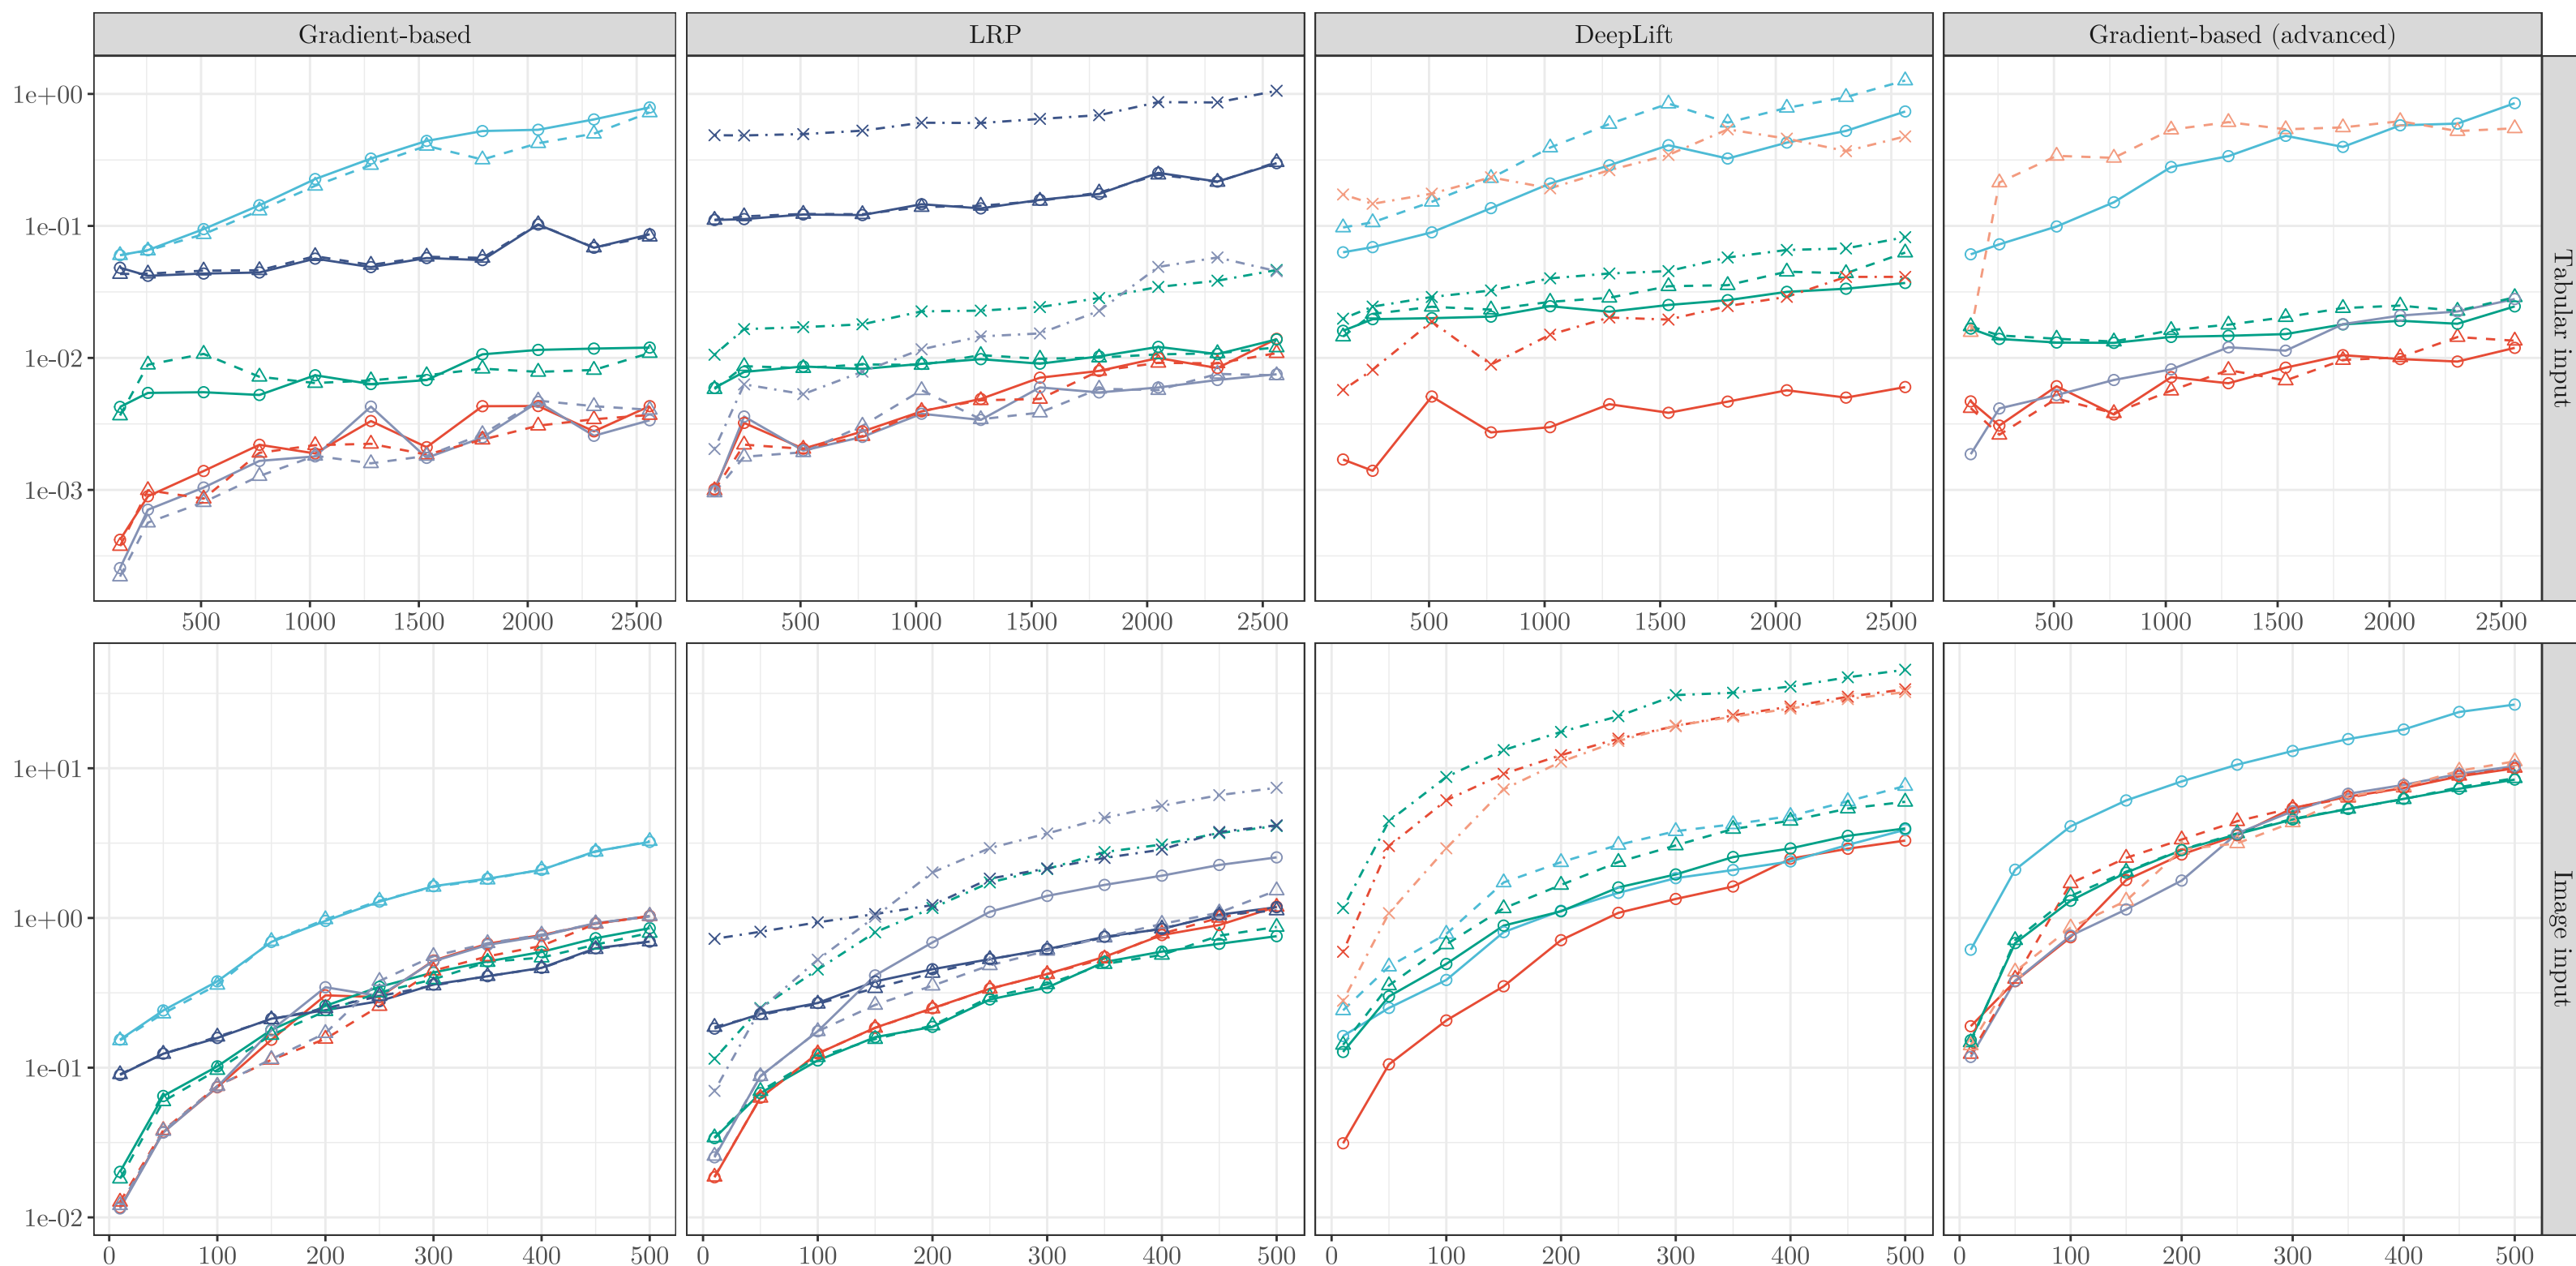 Gradient-based LRP DeepLift Gradient-based (advanced)
1e+00
1e-01
1e-02
1e-03
Tabular input
500 1000 1500 2000 2500 500 1000 1500 2000 2500 500 1000 1500 2000 2500 500 1000 1500 2000 2500
1e+01
1e+00
1e-01
1e-02
Image input
0 100 200 300 400 500 0 100 200 300 400 500 0 100 200 300 400 500 0 100 200 300 400 500